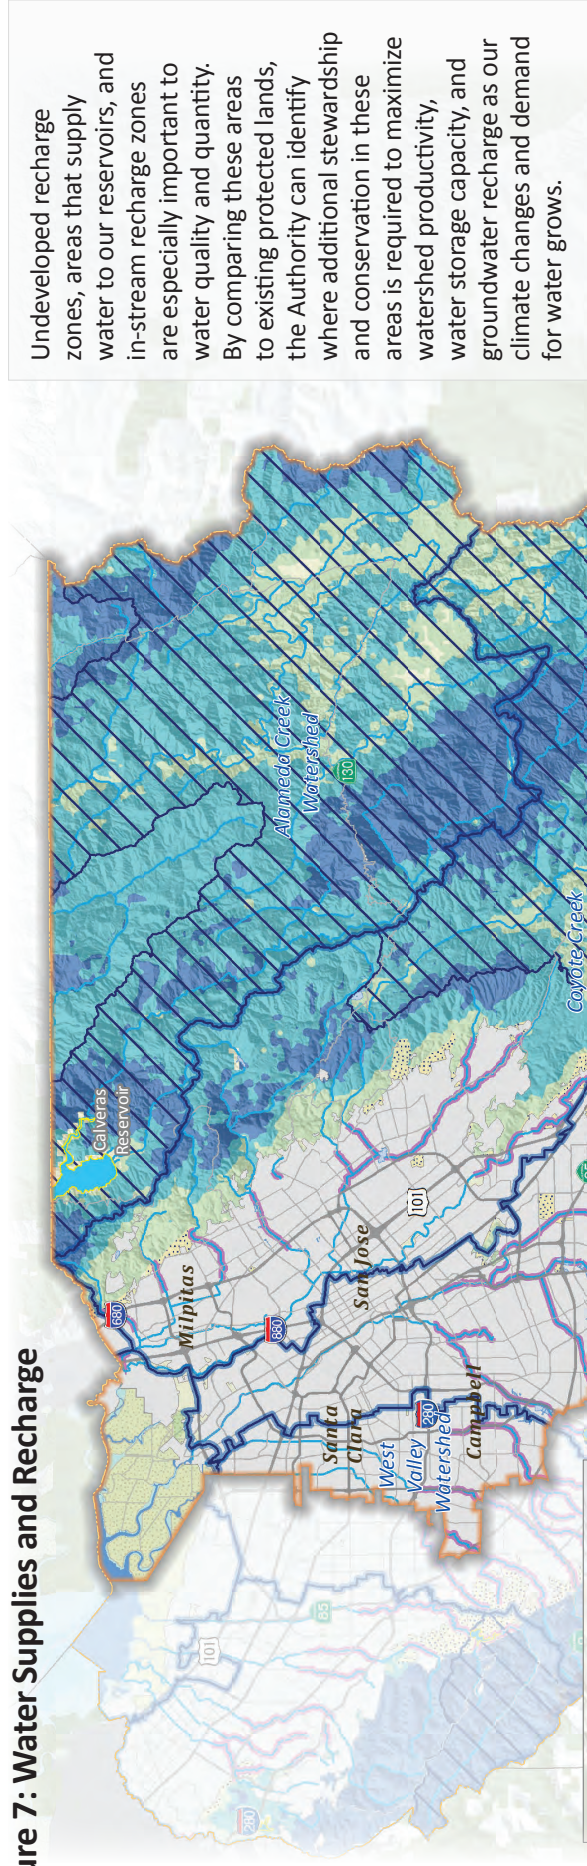 ure 7: Water Supplies and Recharge
Undeveloped recharge
zones, areas that supply
water to our reservoirs, and
in-stream recharge zones
are especially important to
water quality and quantity.
By comparing these areas
to existing protected lands,
the Authority can identify
where additional stewardship
and conservation in these
areas is required to maximize
watershed productivity,
water storage capacity, and
groundwater recharge as our
climate changes and demand
for water grows.
Calveras
Reservoir
Alameda Creek
Watershed
130
680
Milpitas
880
San Jose
101
Santa
Clara
West
Valley
Watershed
280
Campbell
Coyote Creek
101
85
280